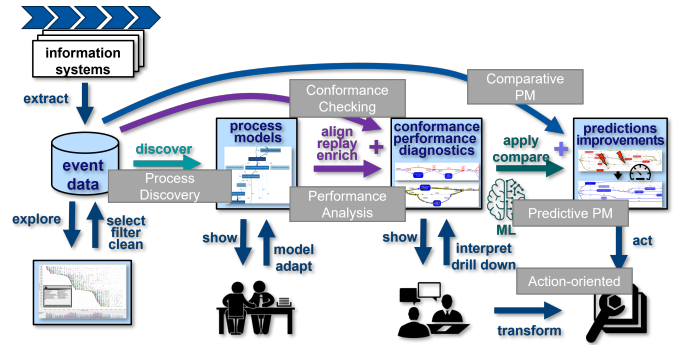 information
systems
extract
event
data
explore
select
filter
clean
discover
Process
Discovery
process
models
show
model
adapt
Conformance
Checking
align
replay
enrich
+
Performance
Analysis
conformance
performance
diagnostics
show
interpret
drill down
Comparative
PM
apply
compare
+
ML
predictions
improvements
Predictive PM
act
Action-oriented
transform